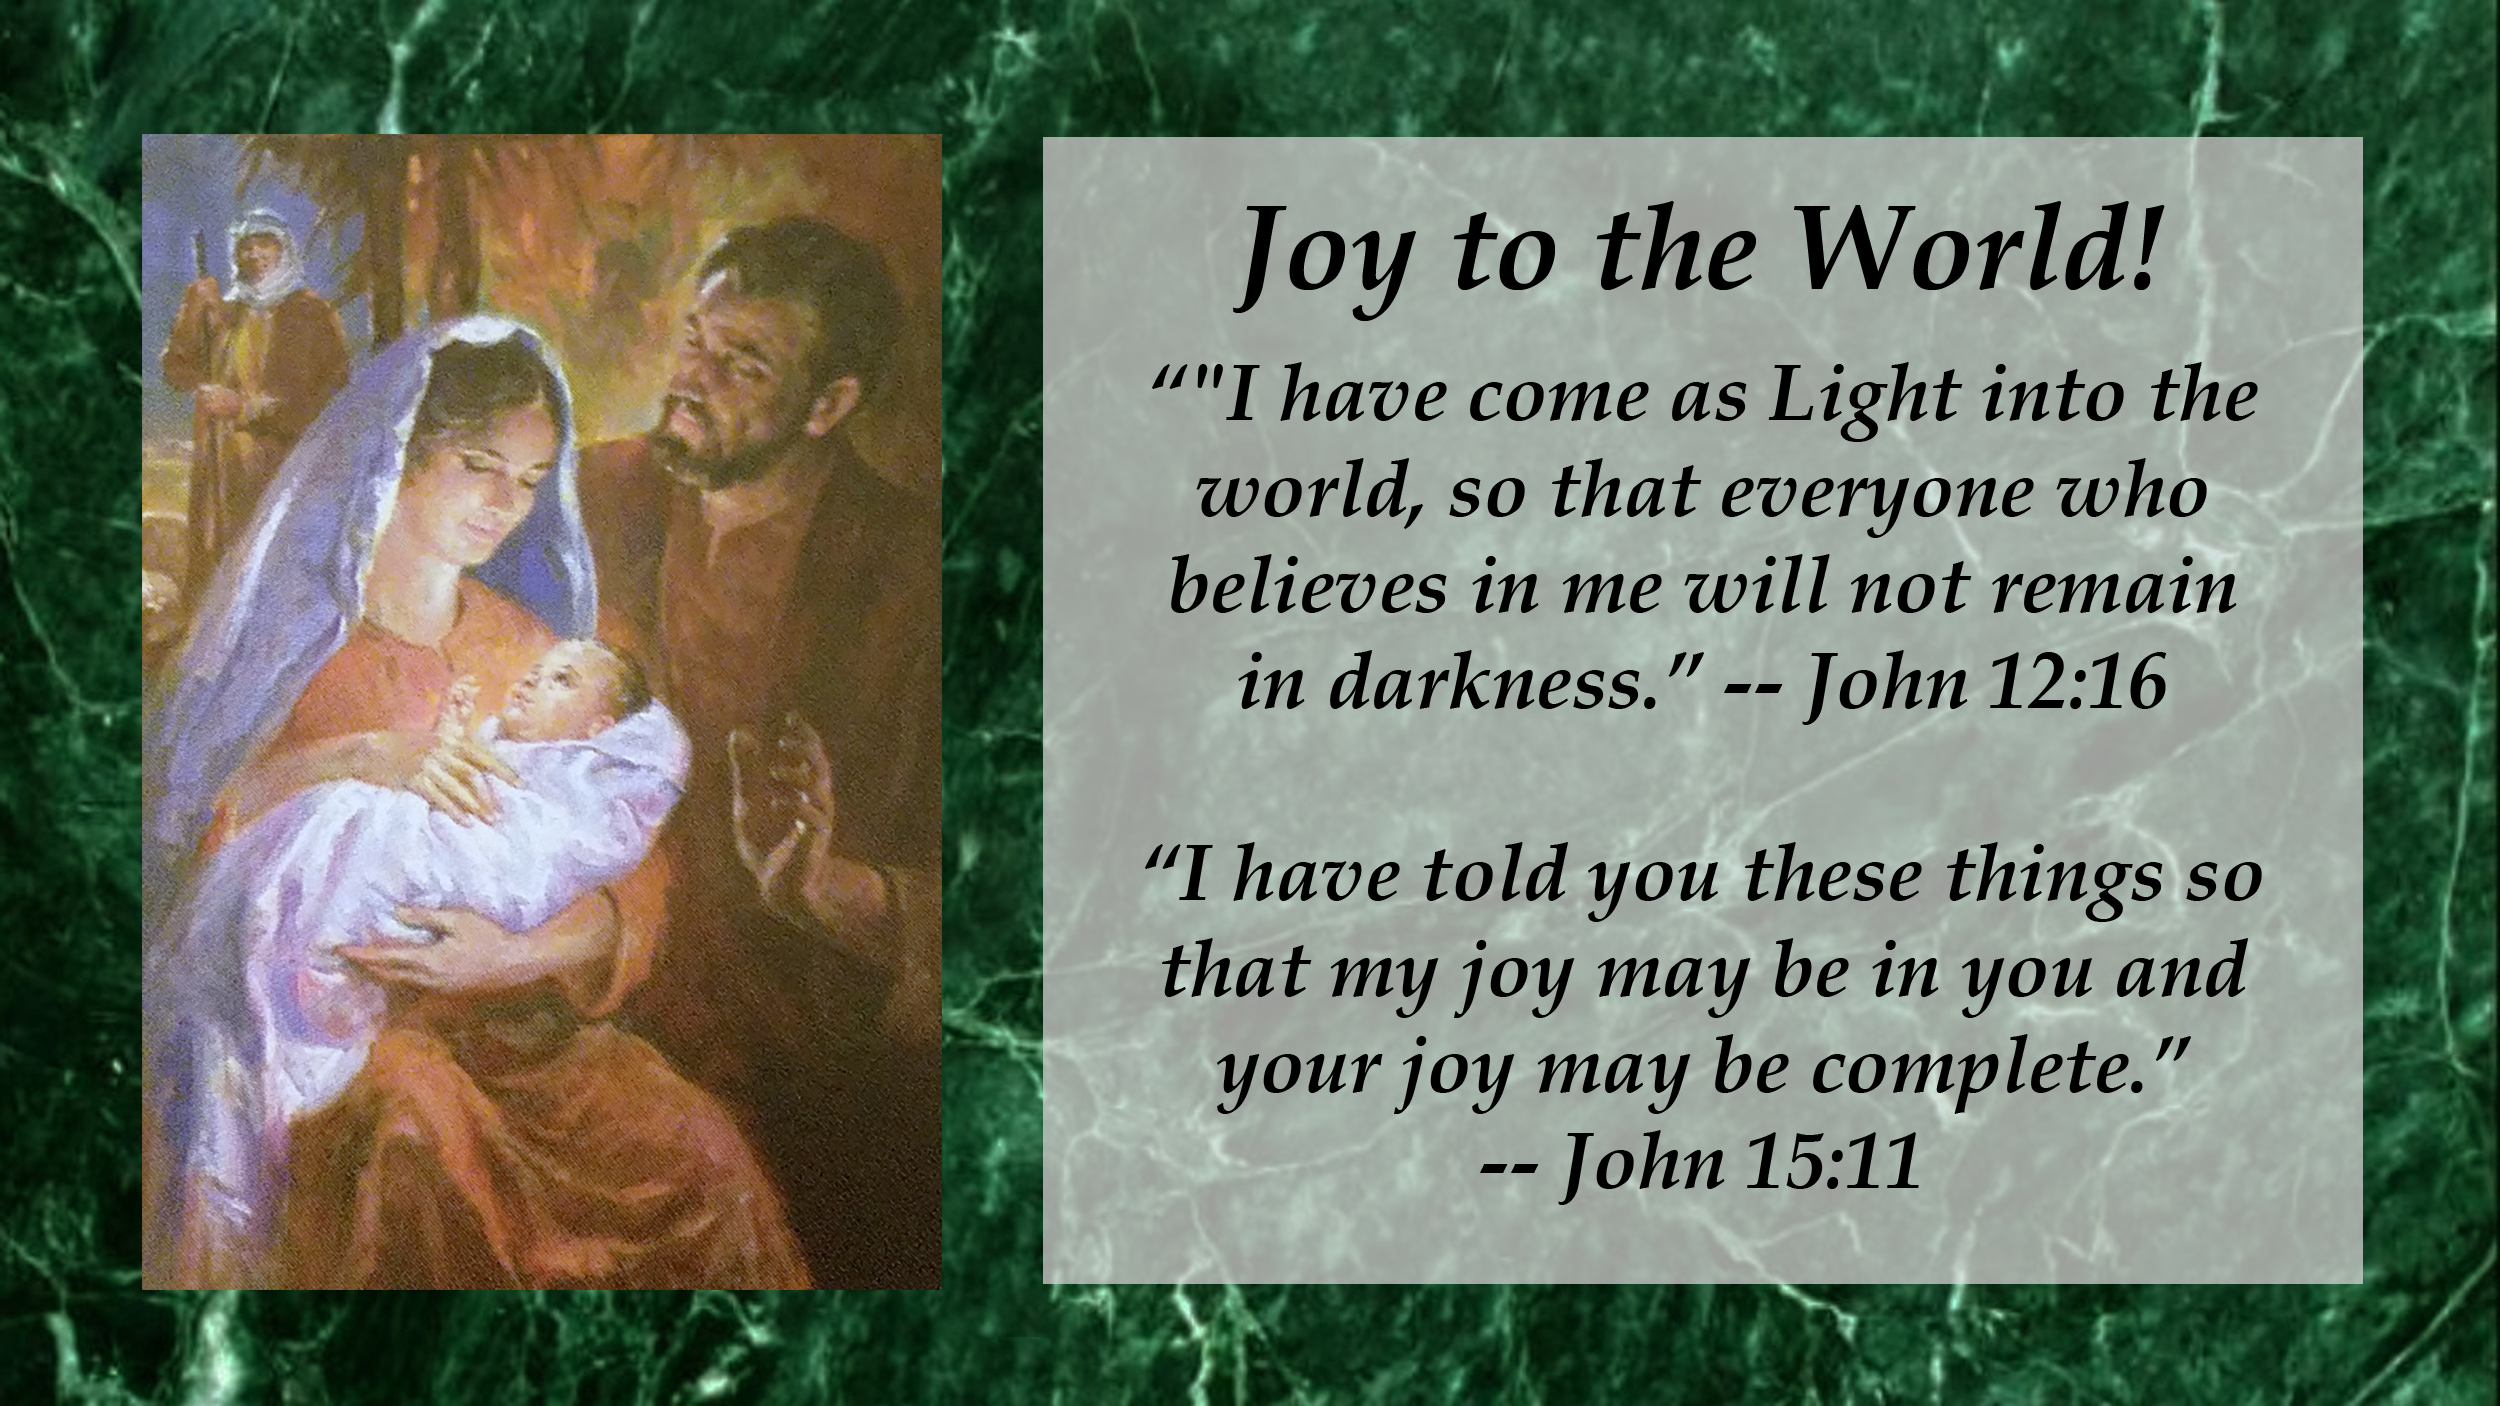 Joy to the World!
“"I have come as Light into the
world, so that everyone who
believes in me will not remain
in darkness.” -- John 12:16
“I have told you these things so
that my joy may be in you and
your joy may be complete.”
-- John 15:11